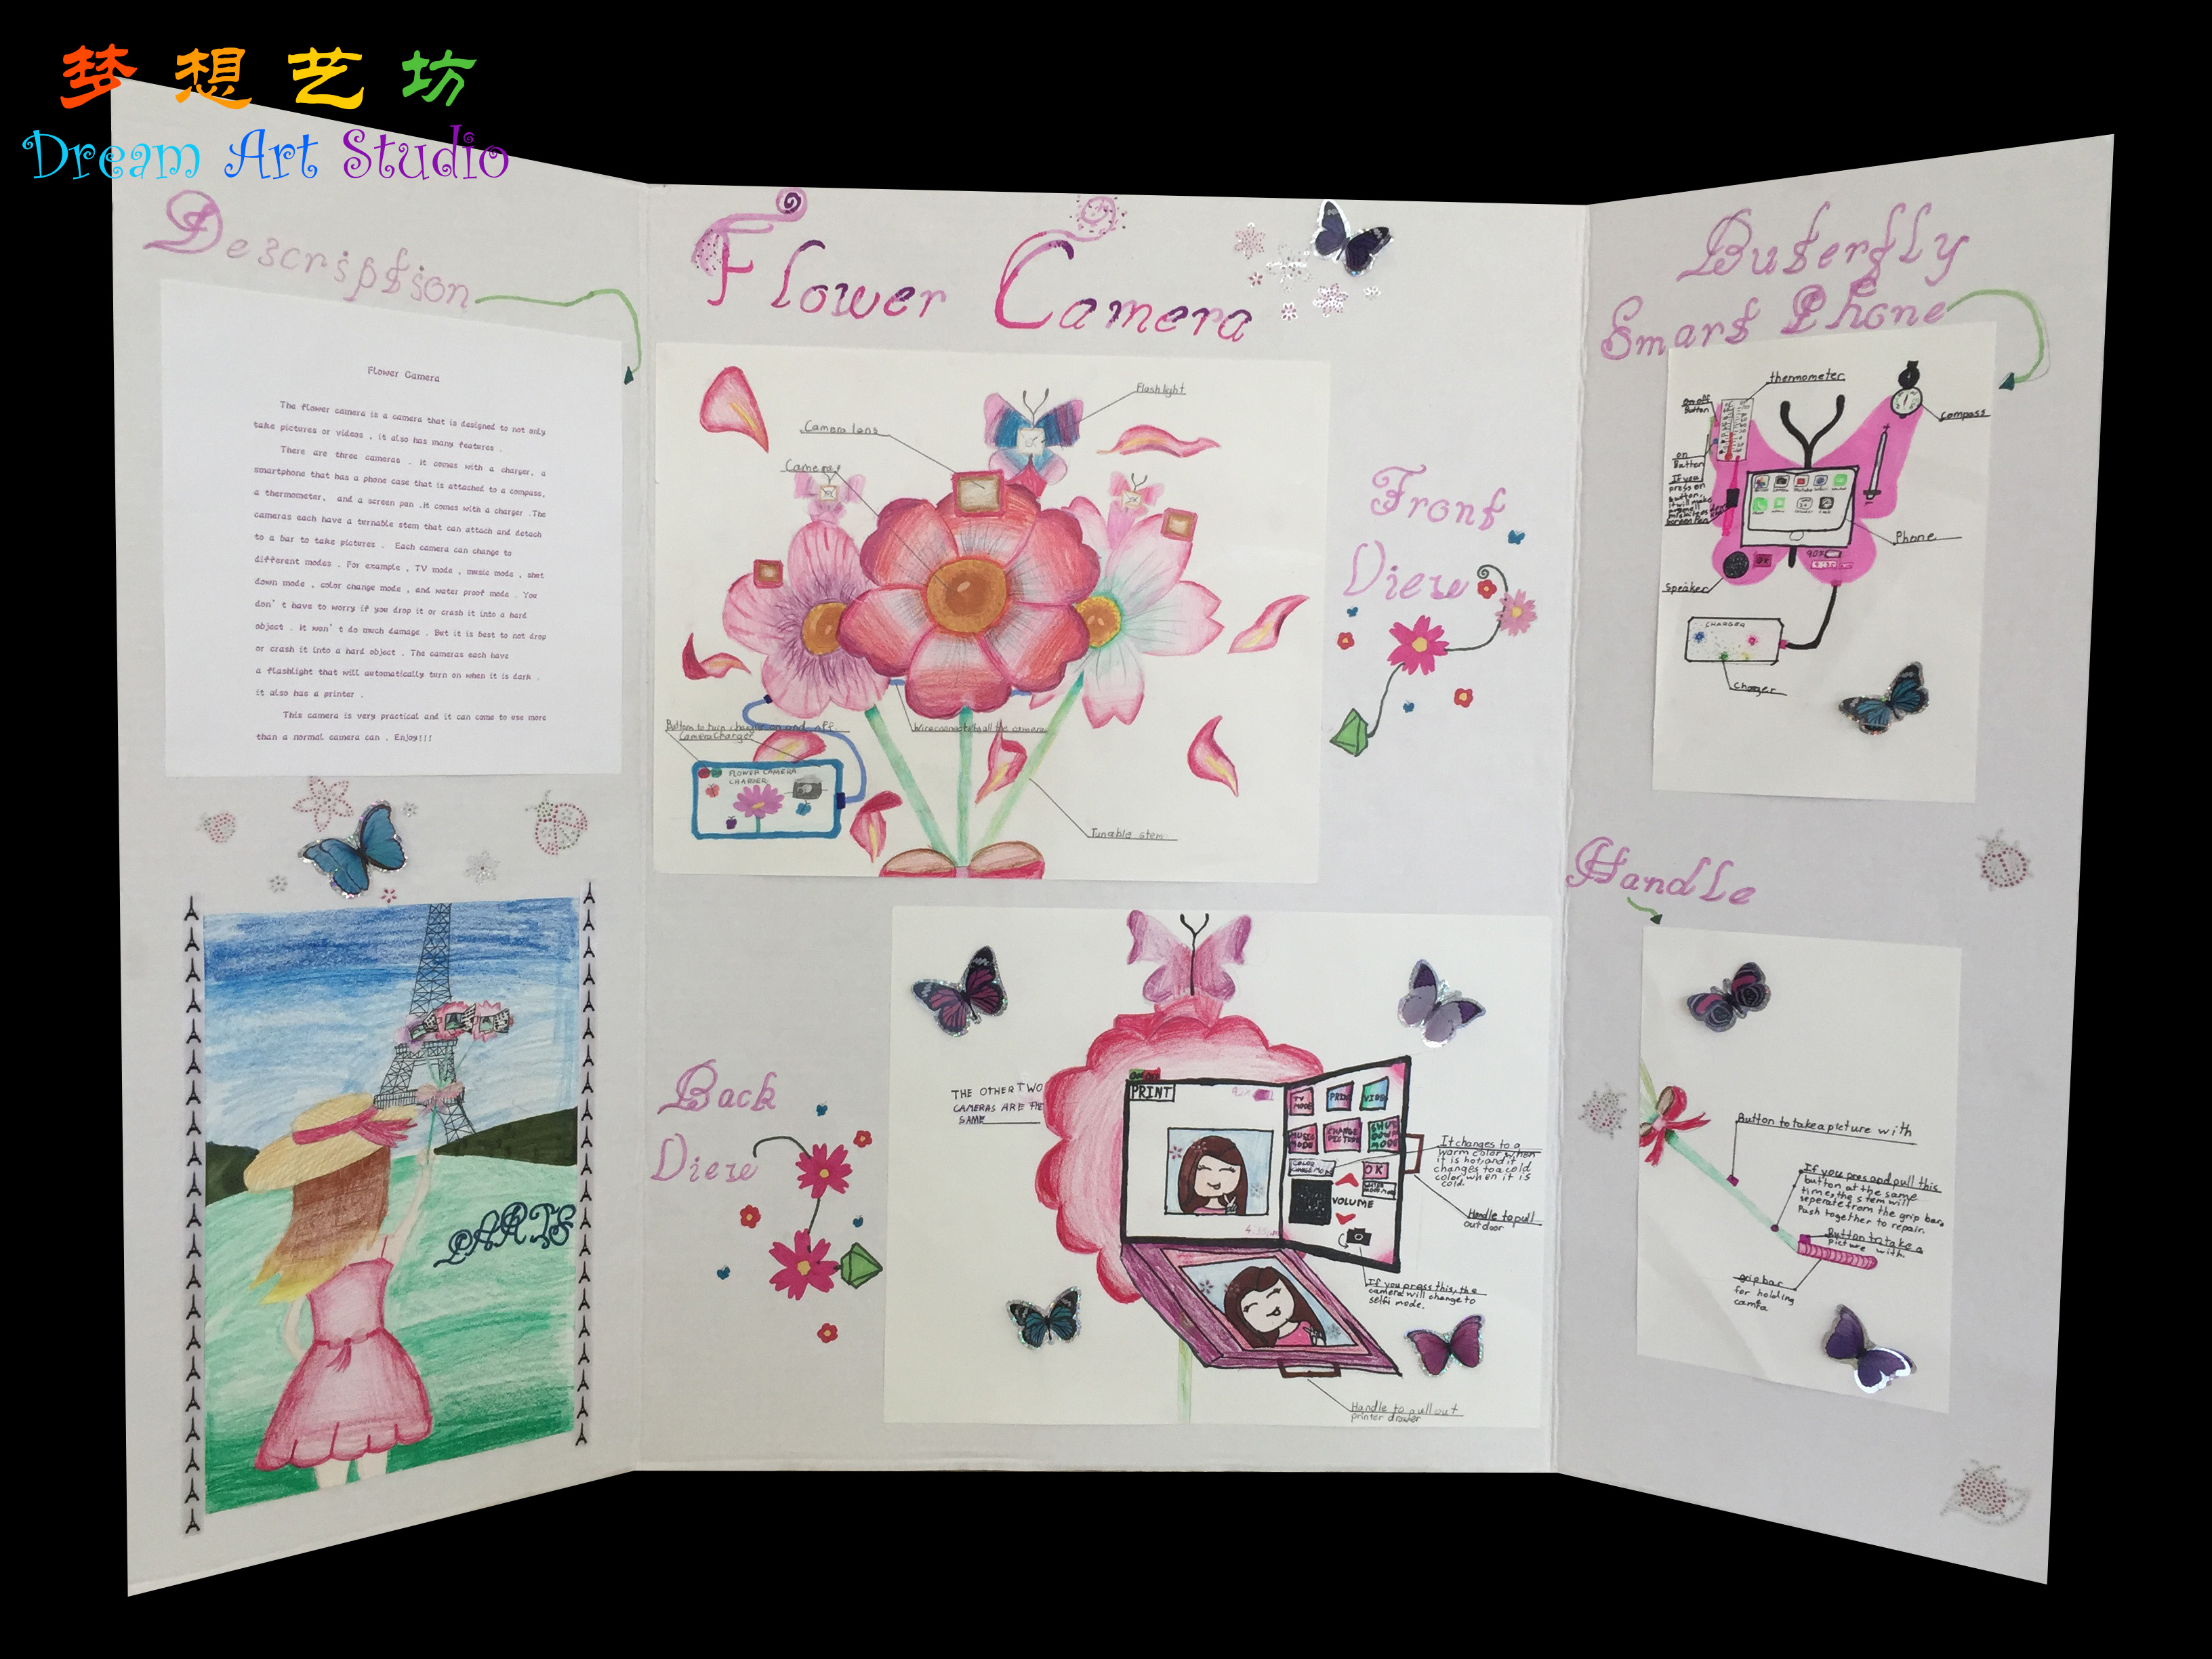 梦想艺坊
Dream Art Studio
Description
Flower Camera
The flower camera is a camera that is designed to not only
take pictures or videos , it also has many features .
There are three cameras . It comes with a charger, a
smartphone that has a phone case that is attached to a compass,
a thermometer, and a screen pan .it comes with a charger .The
cameras each have a turnable stem that can attach and detach
to a bar to take pictures . Each camera can change to
different modes . For example , TV mode , music mode , shet
down mode , color change mode , and water proof mode . You
don't have to worry if you drop it or crash it into a hard
object . It won't do much damage . But it is best to not drop
or crash it into a hard object . The cameras each have
a flashlight that will automatically turn on when it is dark .
it also has a printer .
This camera is very practical and it can come to use more
than a normal camera can . Enjoy!!!
PARIS
Flower Camera
Flashlight
Camera lens
Camera
Button to turn charger on and off
Camera Charger
FLOWER CAMERA
CHARGER
Wire connects to all the camera
Tunable stem
Front
View
Back
View
THE OTHER TWO
CAMERAS ARE THE
SAME
PRINT
TV
MODE
PRINT
VIDEO
MUSIC
MODE
CHANGE
PICTURE
SHUT
DOWN
MODE
COLOR
CHANGE MODE
OK
VOLUME
It changes to a
warm color when
it is hot, and it
changes to a cold
color, when it is
cold.
Handle to pull
out door
If you press this, the
camera will change to
selfi mode.
Handle to pull out
printer drawer
Buterfly
Smart Phone
thermometer
on off
Button
compass
on
Button
If you
press on
button,
it will make
Screen Pen
Phone
90%
Speaker
CHARGER
Charger
Handle
Button to take a picture with
If you press and pull this
button at the same
time, the stem will
seperate from the grip bar,
Push together to repair.
Button to take a
picture with.
grip bar
for holding
camra